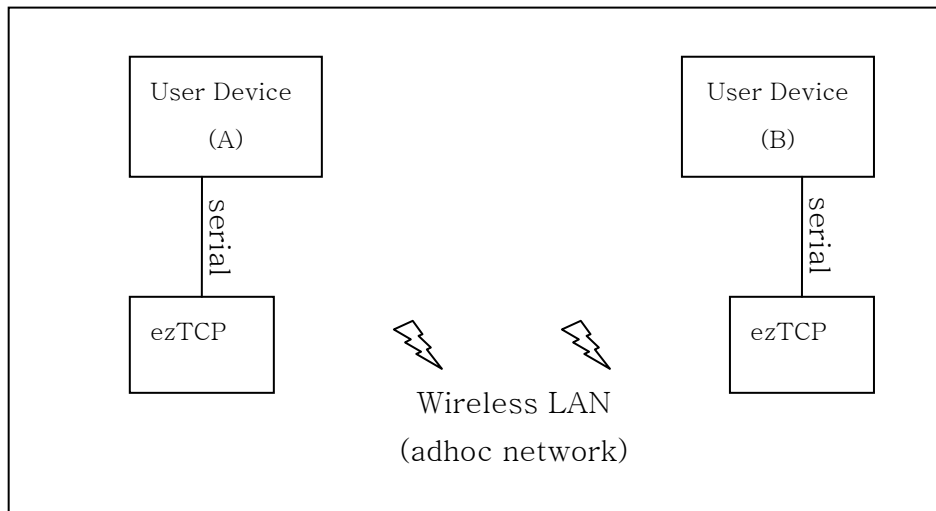 User Device
(A)
User Device
(B)
serial
serial
ezTCP
ezTCP
Wireless LAN
(adhoc network)